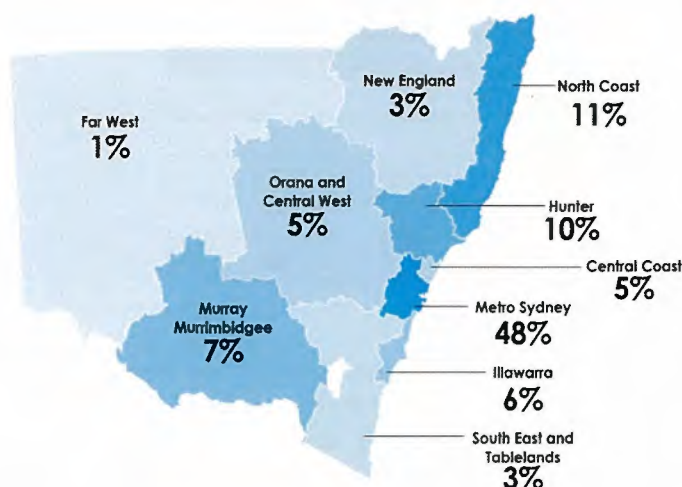 New England
3%
North Coast
11%
Far West
1%
Orana and
Central West
5%
Hunter
10%
Central Coast
5%
Metro Sydney
48%
Murray
Murrimbidgee
7%
Illawarra
6%
South East and
Tablelands
3%